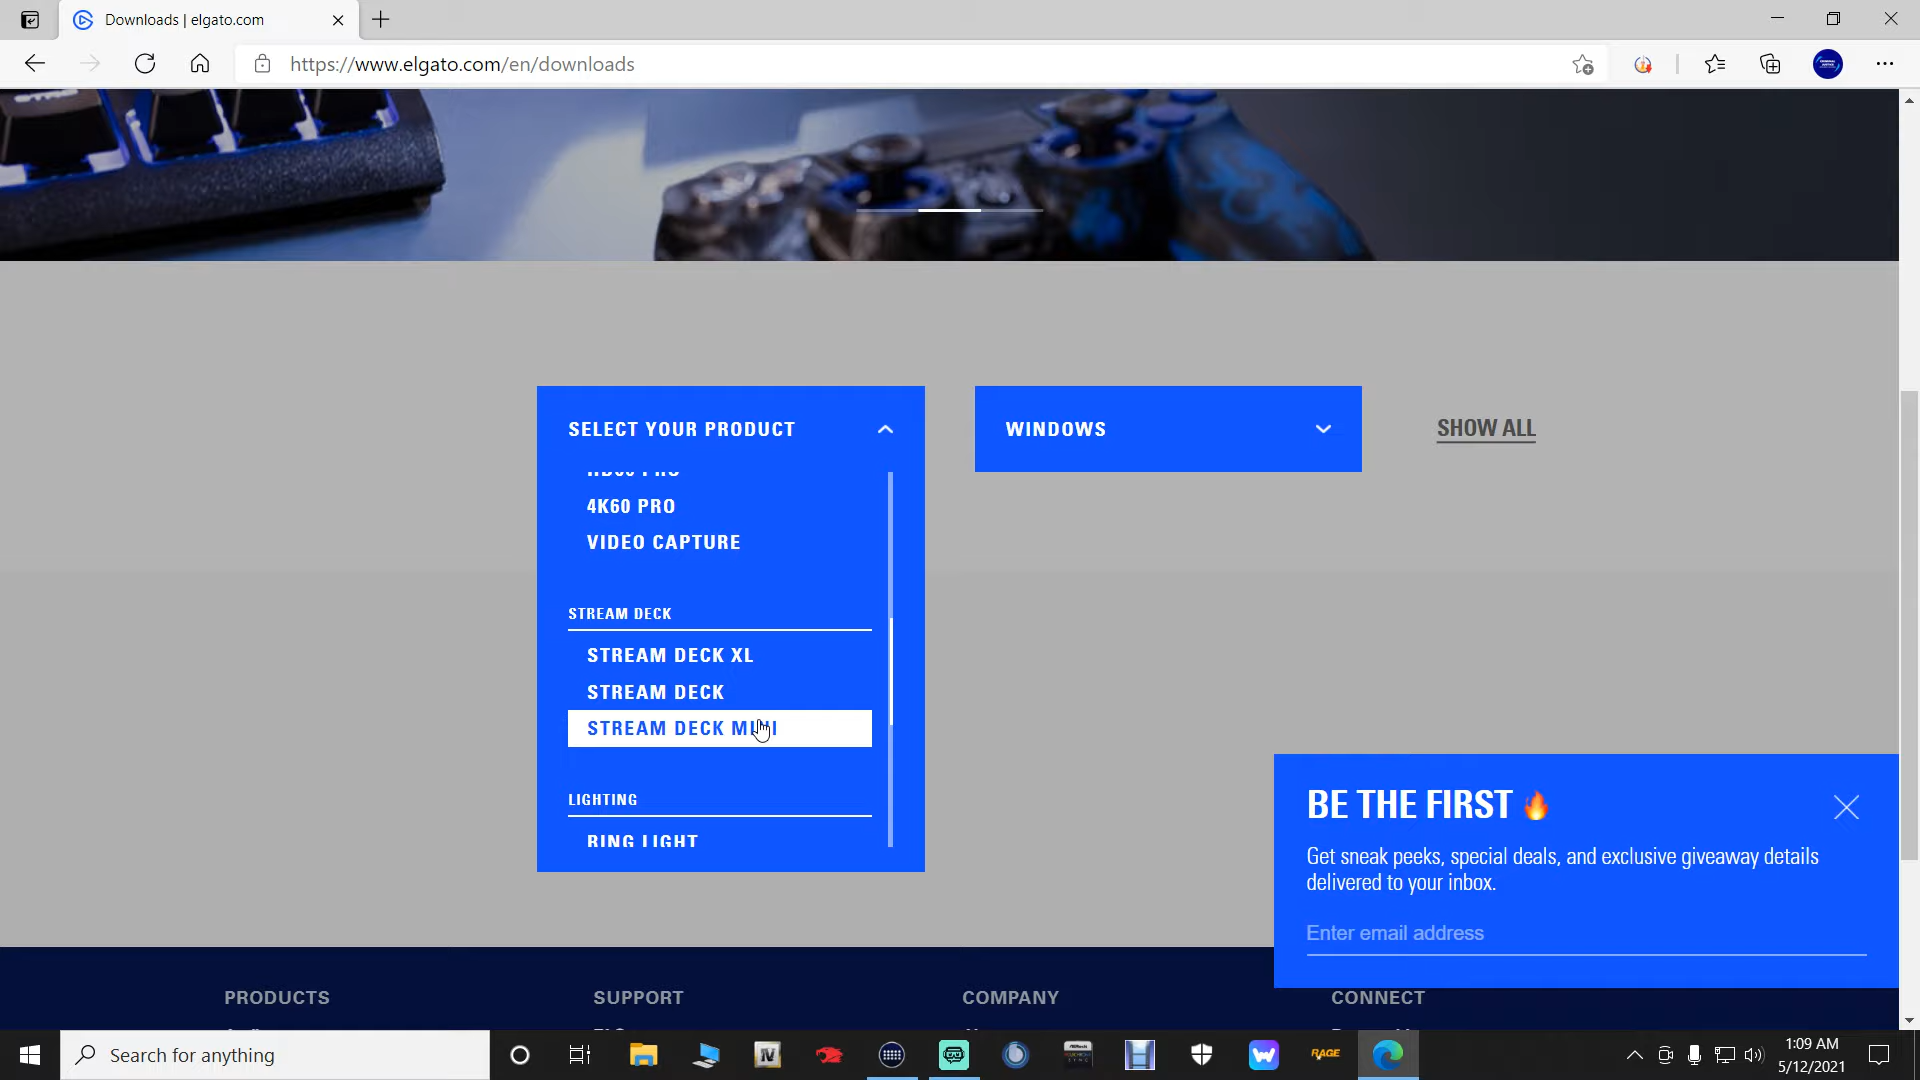 Downloads | elgato.com
https://www.elgato.com/en/downloads
SELECT YOUR PRODUCT
WINDOWS
SHOW ALL
4K60 PRO
VIDEO CAPTURE
STREAM DECK
STREAM DECK XL
STREAM DECK
STREAM DECK MINI
LIGHTING
RING LIGHT
BE THE FIRST 🔥
Get sneak peeks, special deals, and exclusive giveaway details
delivered to your inbox.
Enter email address
PRODUCTS
SUPPORT
COMPANY
CONNECT
Search for anything
IV
RAGE
1:09 AM
5/12/2021